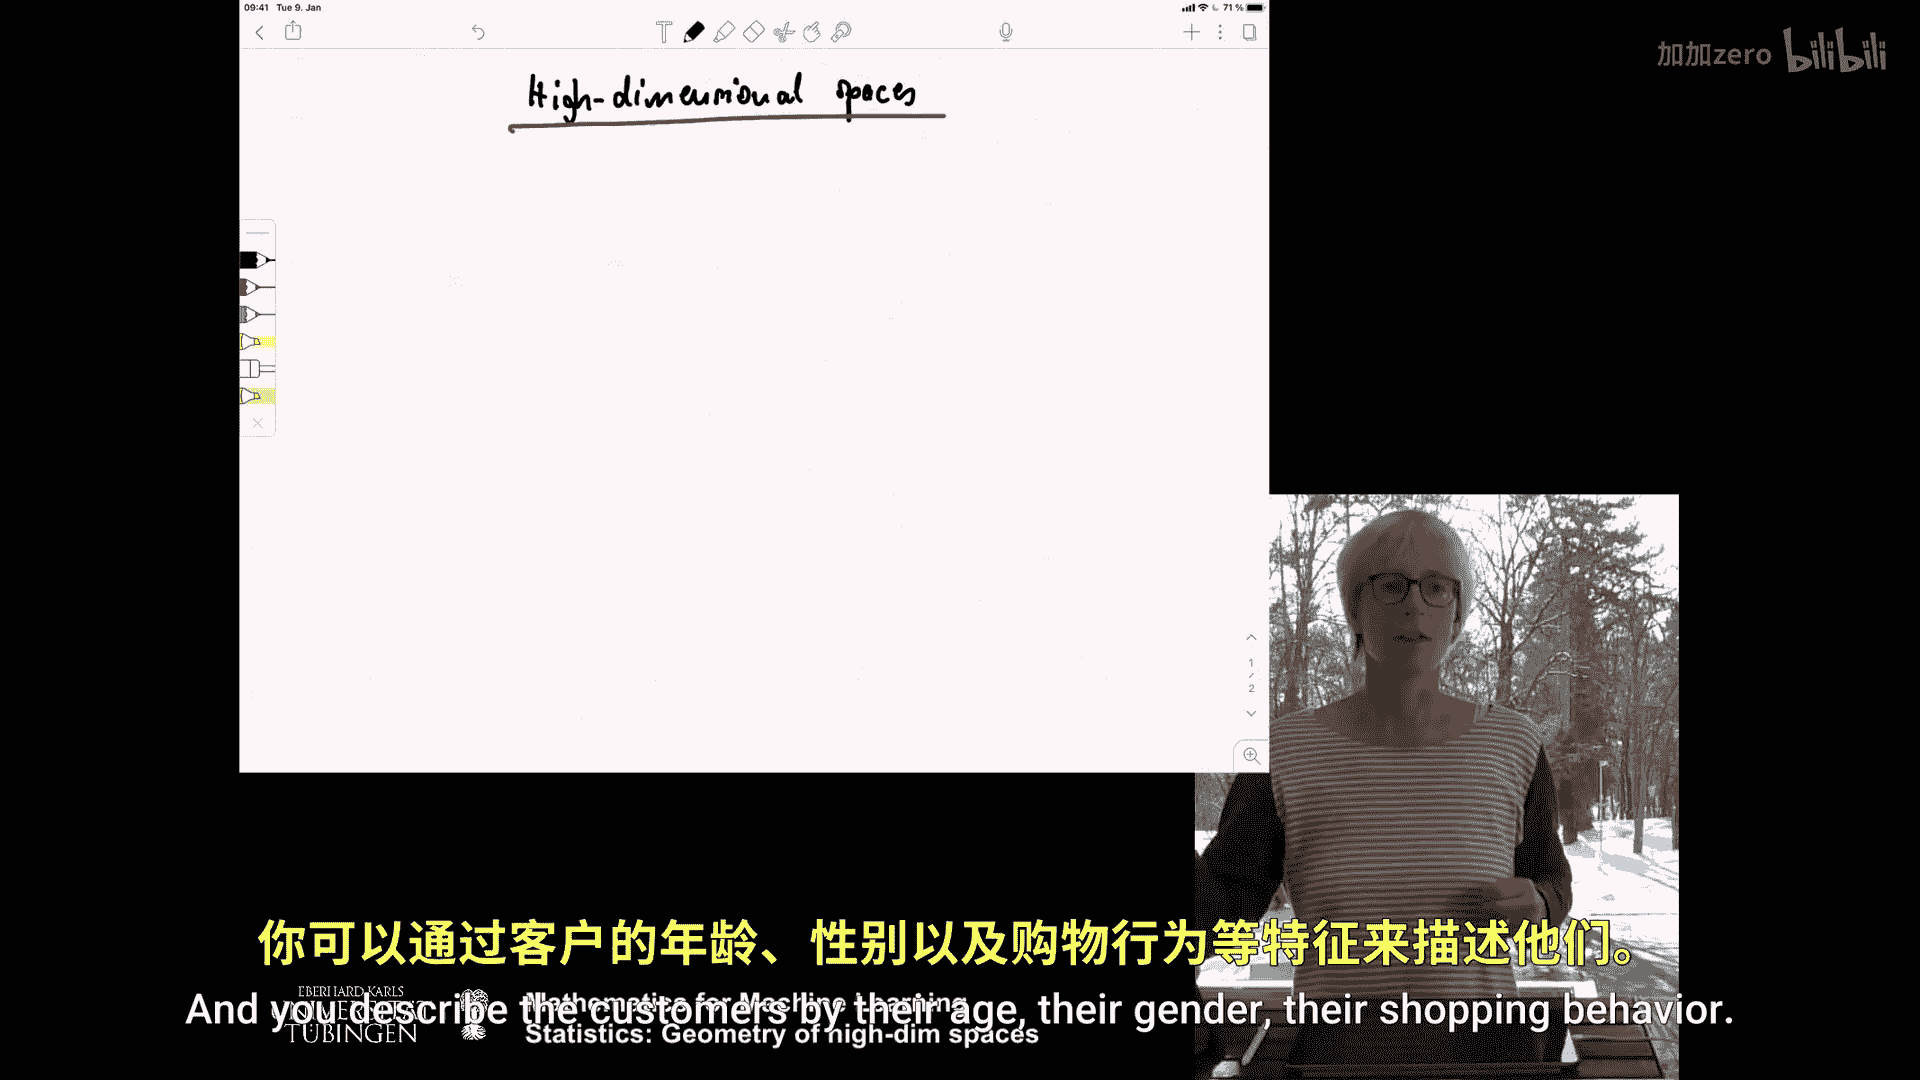 09:41 Tue 9. Jan
71 %
加加zero bilibili
T
High-dimensional spaces
1
2
你可以通过客户的年龄、性别以及购物行为等特征来描述他们。
EBERHARD KARLS
UNIVERSITÄT
TÜBINGEN
Mathematics for Machine Learning
And you describe the customers by their age, their gender, their shopping behavior.
Statistics: Geometry of high-dim spaces